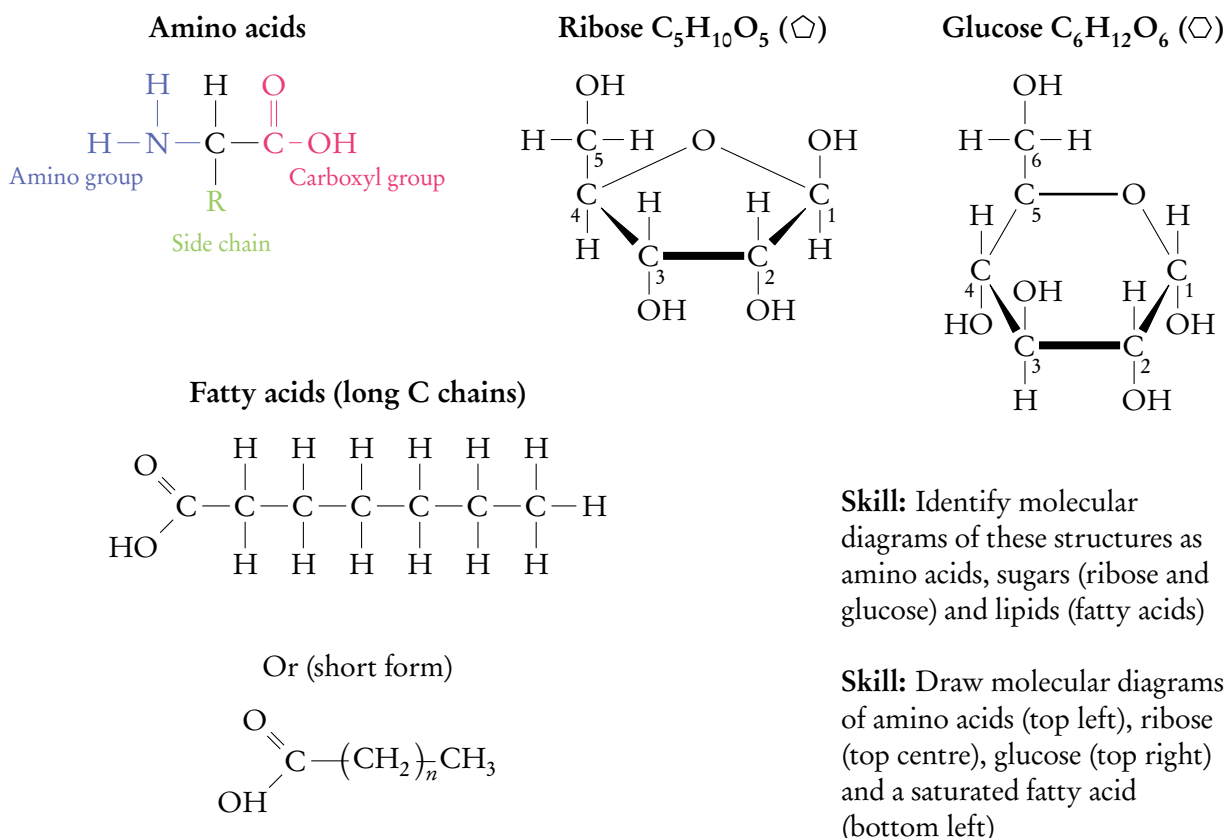 Amino acids
H H O
H N C C OH
Amino group
Carboxyl group
R
Side chain
Ribose C₅H₁₀O₅ (⬠)
OH
H C H O OH
5
C C
4 H H 1
H C C H
3 2
OH OH
Glucose C₆H₁₂O₆ (⬡)
OH
H C H
6
C O
H 5 H
C C
4 OH H 1
HO C C OH
3 2
H OH
Fatty acids (long C chains)
H H H H H H
O
C C C C C C C H
HO
H H H H H H
Or (short form)
O
C (CH₂)ₙ CH₃
OH
Skill: Identify molecular
diagrams of these structures as
amino acids, sugars (ribose and
glucose) and lipids (fatty acids)
Skill: Draw molecular diagrams
of amino acids (top left), ribose
(top centre), glucose (top right)
and a saturated fatty acid
(bottom left)